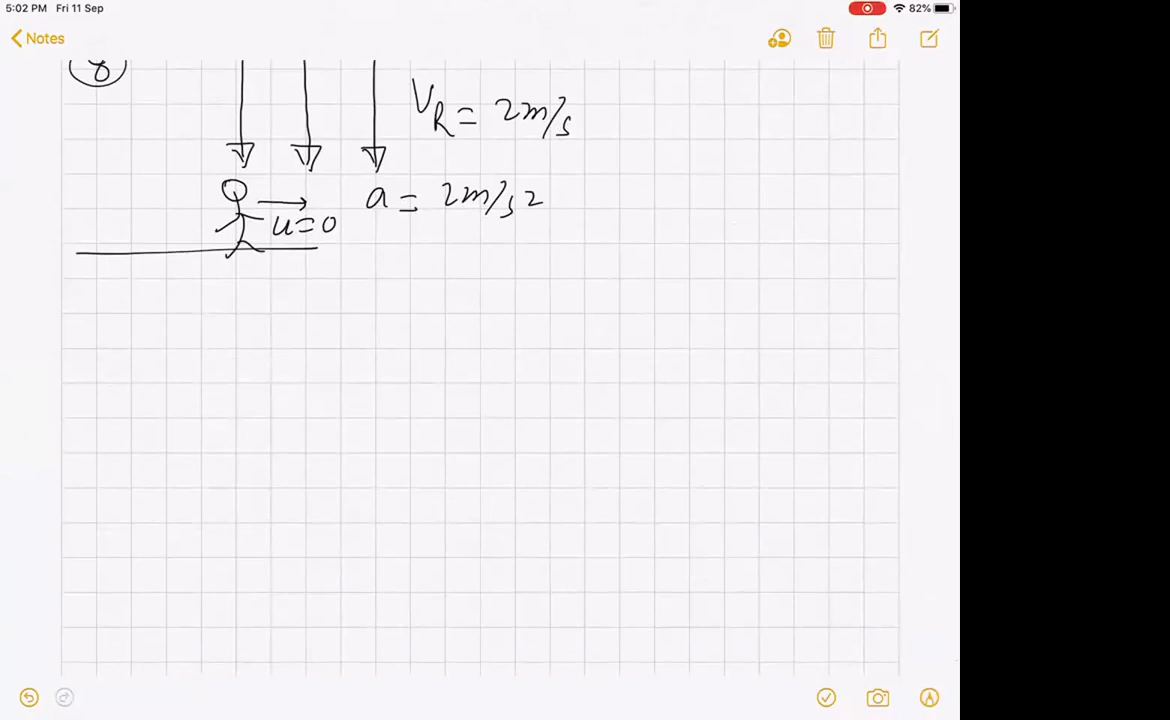 5:02 PM Fri 11 Sep 82%
Notes
8
VR = 2m/s
a = 2m/s2
u=0